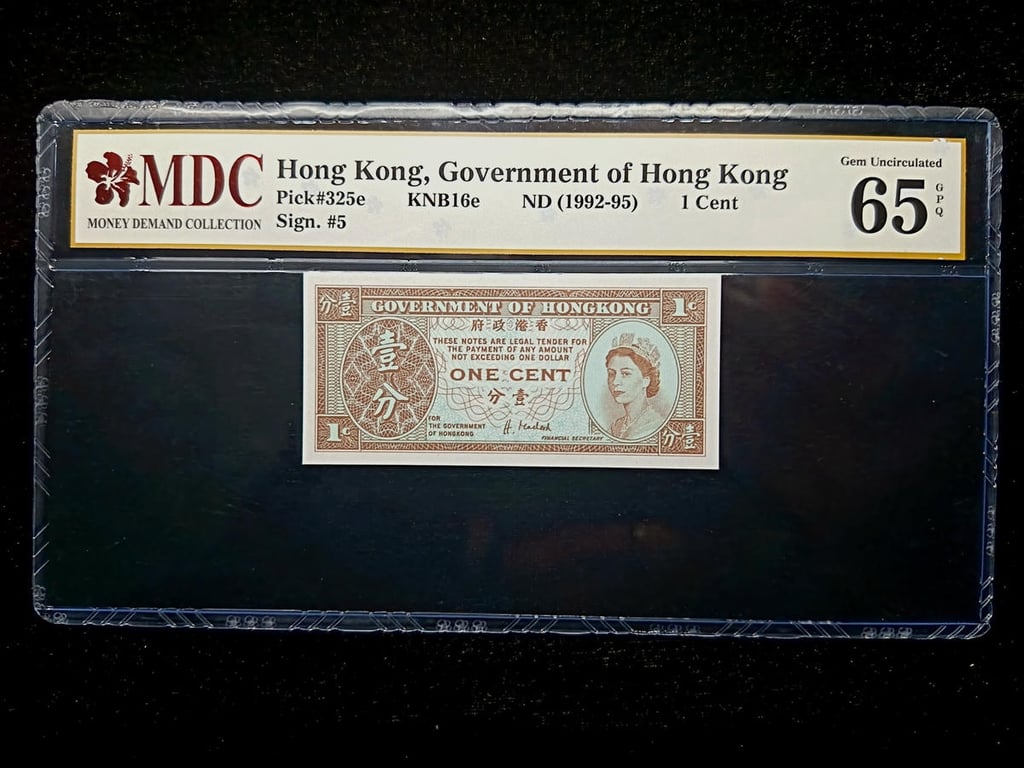 MDC
MONEY DEMAND COLLECTION
Hong Kong, Government of Hong Kong
Pick#325e KNB16e ND (1992-95) 1 Cent
Sign. #5
Gem Uncirculated
65 GPQ
分壹 GOVERNMENT OF HONGKONG 1c
府政港香
THESE NOTES ARE LEGAL TENDER FOR
THE PAYMENT OF ANY AMOUNT
NOT EXCEEDING ONE DOLLAR
ONE CENT
分壹
壹分
FOR
THE GOVERNMENT
OF HONGKONG
FINANCIAL SECRETARY
1c
分壹